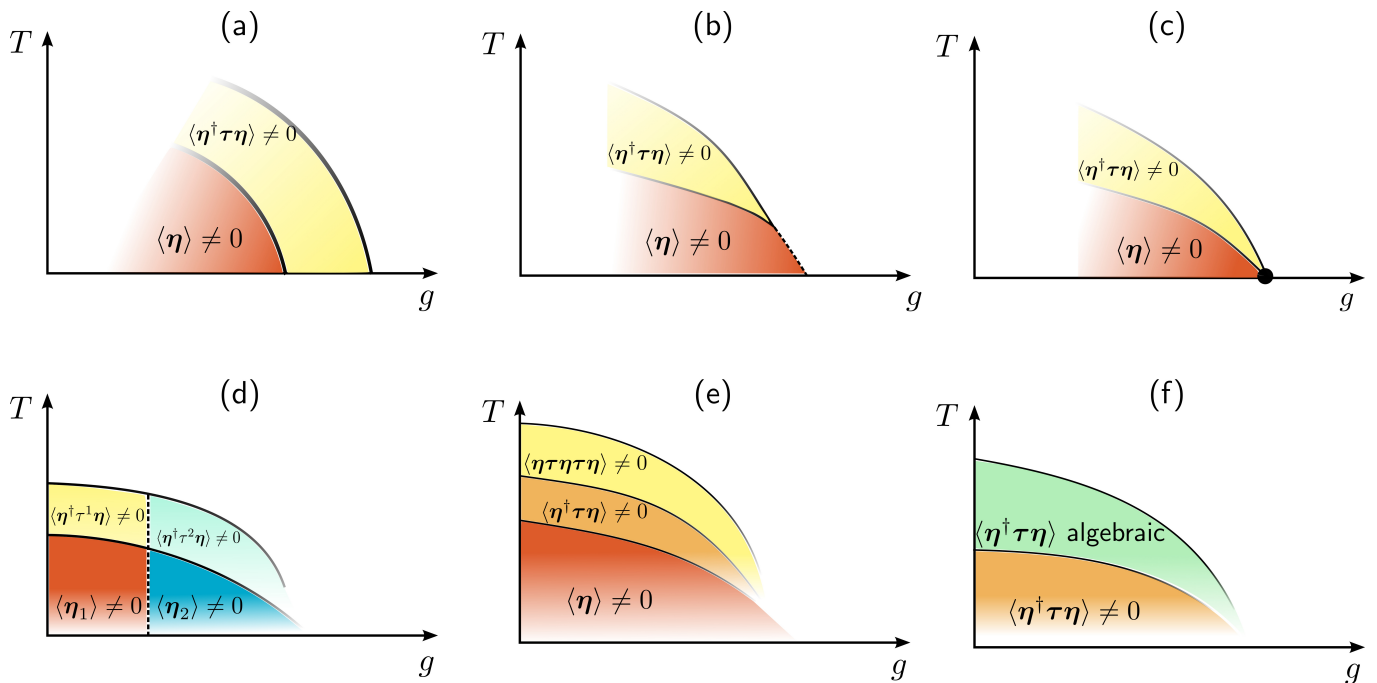 (a)
(b)
(c)
T
T
T
⟨η†τη⟩ ≠ 0
⟨η†τη⟩ ≠ 0
⟨η†τη⟩ ≠ 0
⟨η⟩ ≠ 0
⟨η⟩ ≠ 0
⟨η⟩ ≠ 0
g
g
g
(d)
(e)
(f)
T
T
T
⟨η†τ¹η⟩ ≠ 0
⟨η†τ²η⟩ ≠ 0
⟨ητητη⟩ ≠ 0
⟨η†τη⟩ ≠ 0
⟨η†τη⟩ algebraic
⟨η₁⟩ ≠ 0
⟨η₂⟩ ≠ 0
⟨η⟩ ≠ 0
⟨η†τη⟩ ≠ 0
g
g
g